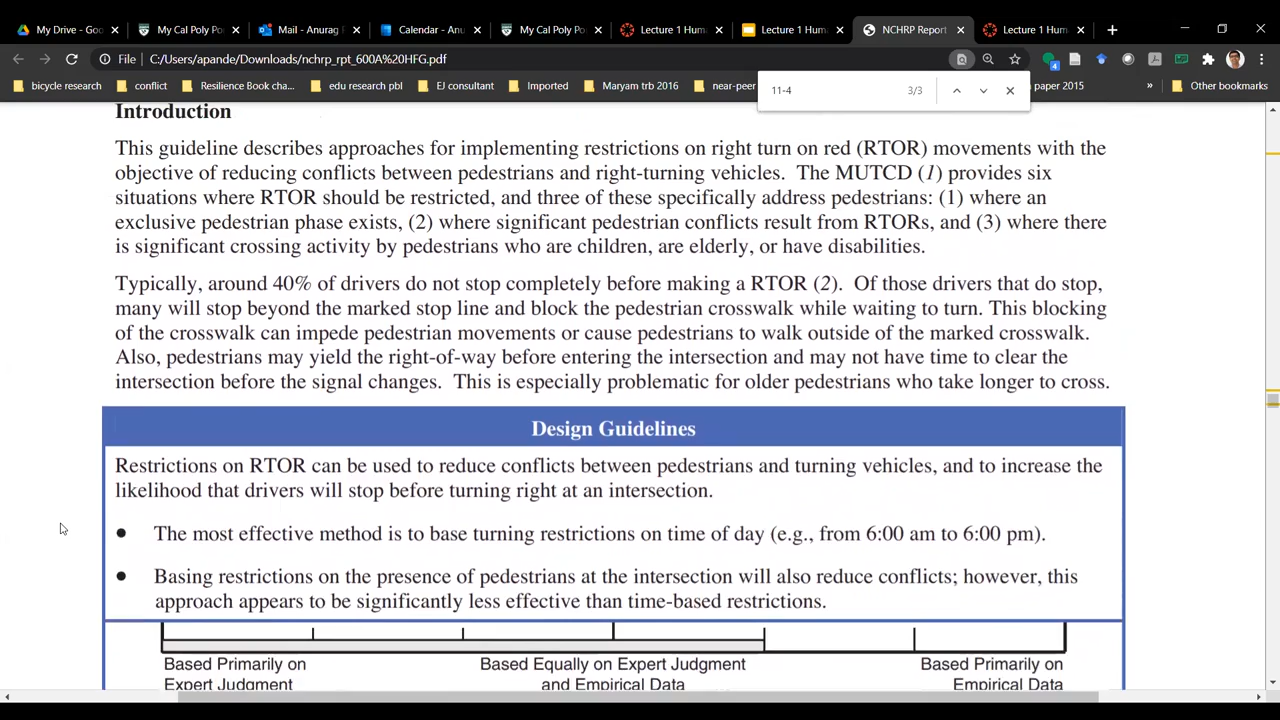 My Drive - Goo
My Cal Poly Po
Mail - Anurag P
Calendar - Anu
My Cal Poly Po
Lecture 1 Hum
Lecture 1 Hum
NCHRP Report
Lecture 1 Hum
File
C:/Users/apande/Downloads/nchrp_rpt_600A%20HFG.pdf
4
bicycle research
conflict
Resilience Book cha...
edu research pbl
EJ consultant
Imported
Maryam trb 2016
near-peer
n paper 2015
»
Other bookmarks
11-4
3/3
Introduction
This guideline describes approaches for implementing restrictions on right turn on red (RTOR) movements with the
objective of reducing conflicts between pedestrians and right-turning vehicles. The MUTCD (1) provides six
situations where RTOR should be restricted, and three of these specifically address pedestrians: (1) where an
exclusive pedestrian phase exists, (2) where significant pedestrian conflicts result from RTORs, and (3) where there
is significant crossing activity by pedestrians who are children, are elderly, or have disabilities.
Typically, around 40% of drivers do not stop completely before making a RTOR (2). Of those drivers that do stop,
many will stop beyond the marked stop line and block the pedestrian crosswalk while waiting to turn. This blocking
of the crosswalk can impede pedestrian movements or cause pedestrians to walk outside of the marked crosswalk.
Also, pedestrians may yield the right-of-way before entering the intersection and may not have time to clear the
intersection before the signal changes. This is especially problematic for older pedestrians who take longer to cross.
Design Guidelines
Restrictions on RTOR can be used to reduce conflicts between pedestrians and turning vehicles, and to increase the
likelihood that drivers will stop before turning right at an intersection.
• The most effective method is to base turning restrictions on time of day (e.g., from 6:00 am to 6:00 pm).
• Basing restrictions on the presence of pedestrians at the intersection will also reduce conflicts; however, this
approach appears to be significantly less effective than time-based restrictions.
Based Primarily on
Expert Judgment
Based Equally on Expert Judgment
and Empirical Data
Based Primarily on
Empirical Data